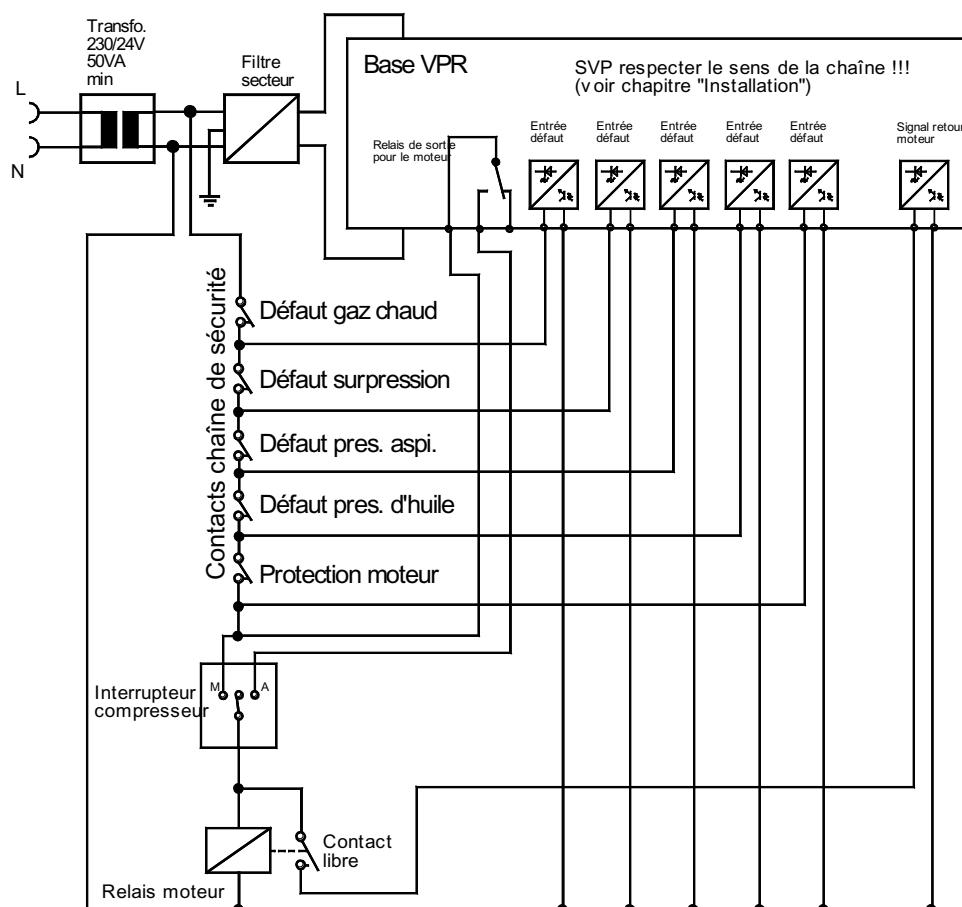 Transfo.
230/24V
50VA
min
Filtre
secteur
L
N
Base VPR
SVP respecter le sens de la chaîne !!!
(voir chapitre "Installation")
Relais de sortie
pour le moteur
Entrée
défaut
Entrée
défaut
Entrée
défaut
Entrée
défaut
Entrée
défaut
Signal retour
moteur
Contacts chaîne de sécurité
Défaut gaz chaud
Défaut surpression
Défaut pres. aspi.
Défaut pres. d'huile
Protection moteur
M
A
Interrupteur
compresseur
Contact
libre
Relais moteur